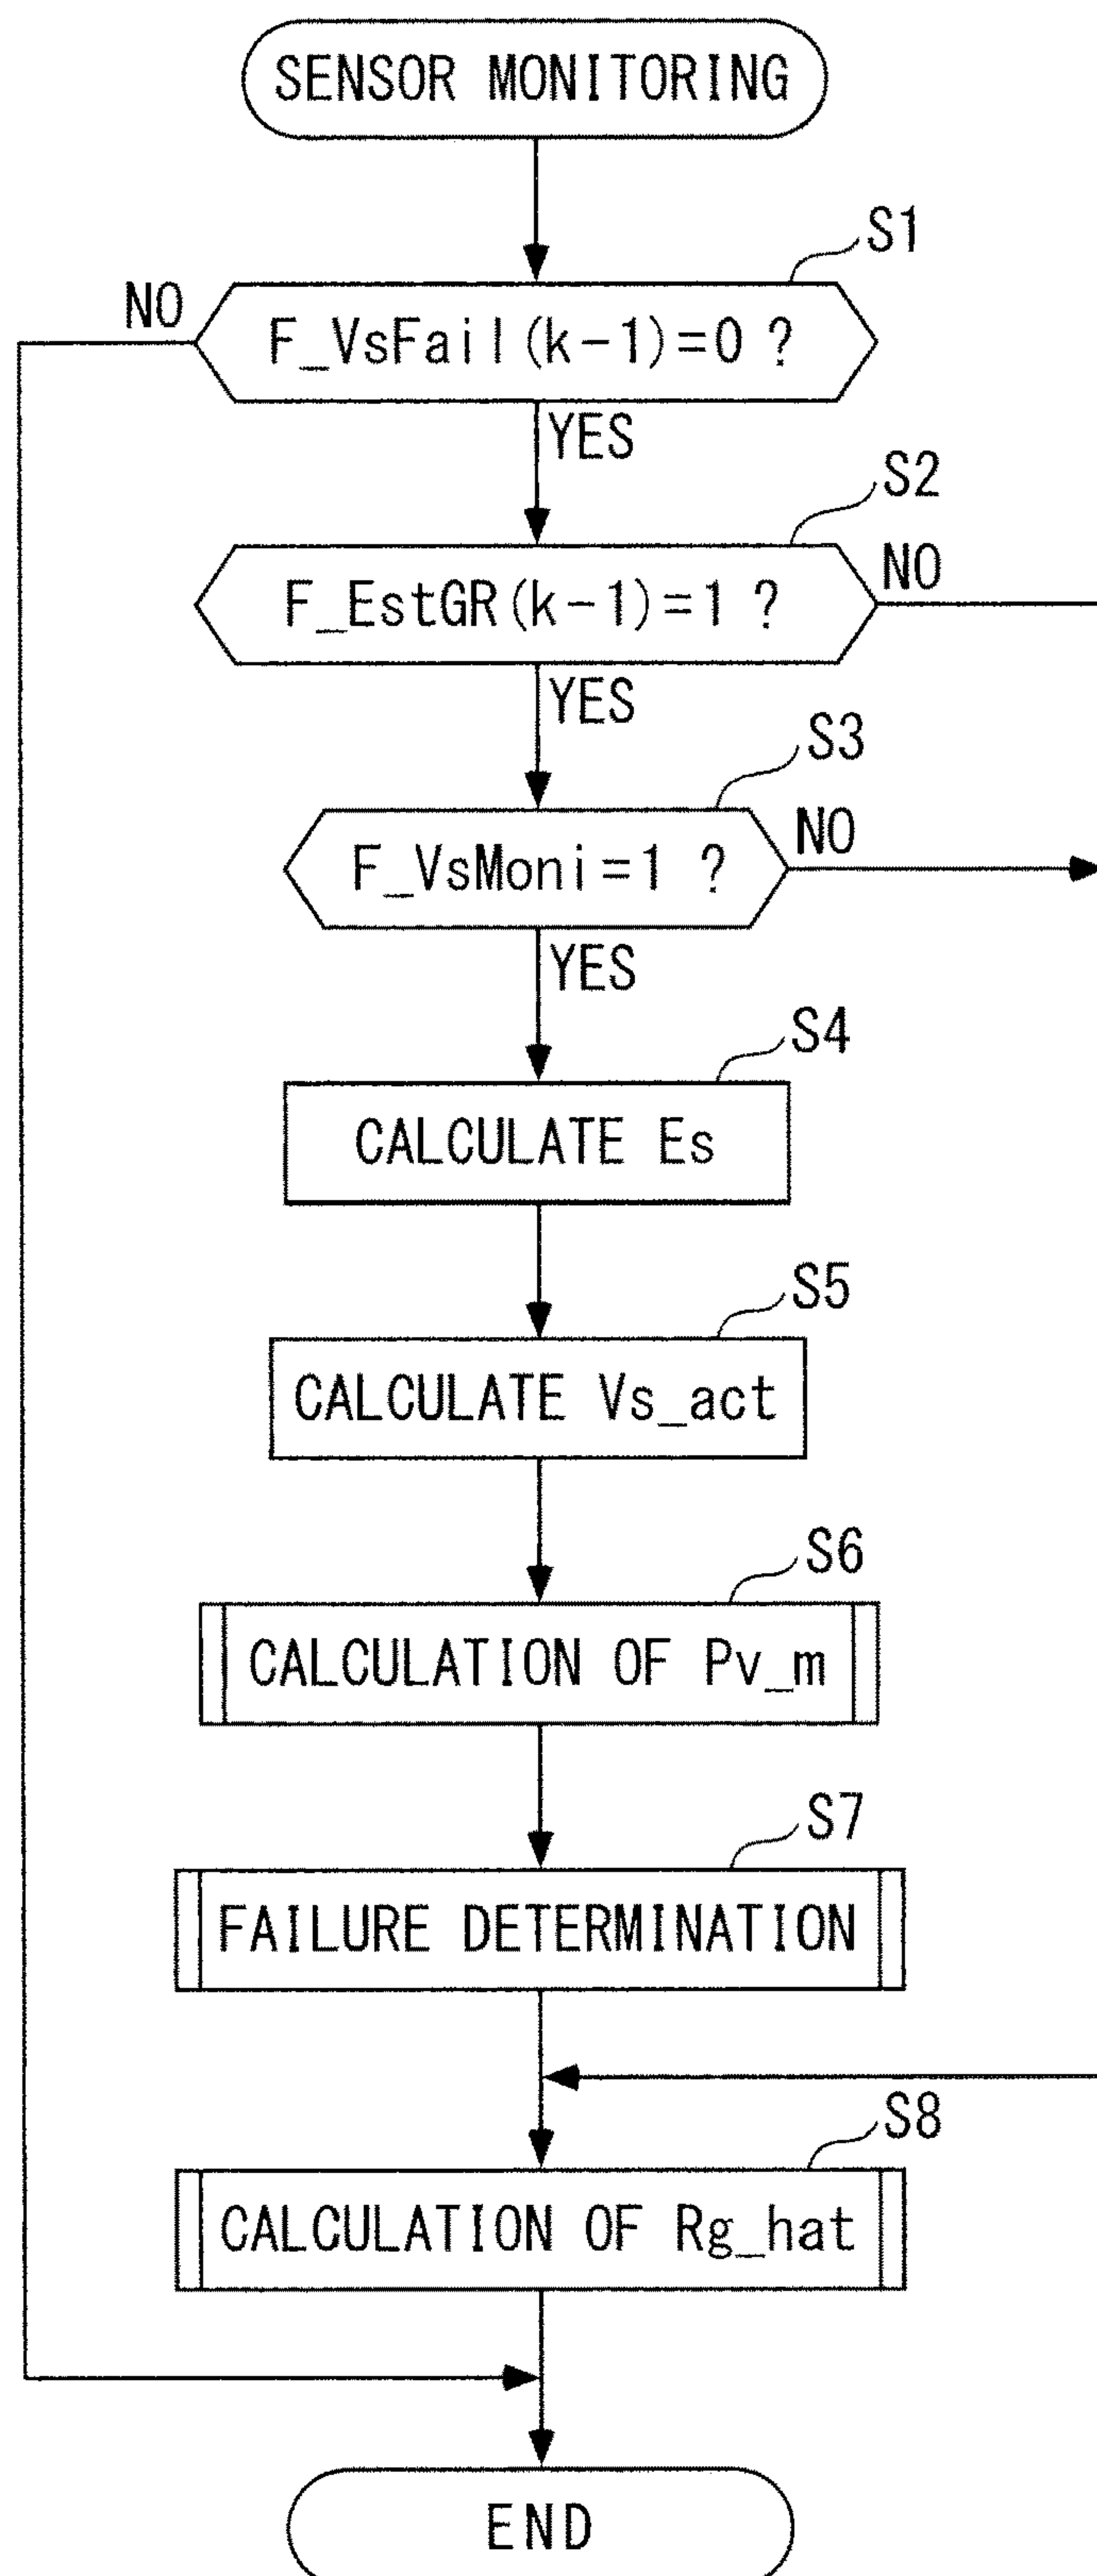 SENSOR MONITORING
S1
NO
F_VsFail(k-1)=0 ?
YES
S2
NO
F_EstGR(k-1)=1 ?
YES
S3
NO
F_VsMoni=1 ?
YES
S4
CALCULATE Es
S5
CALCULATE Vs_act
S6
CALCULATION OF Pv_m
S7
FAILURE DETERMINATION
S8
CALCULATION OF Rg_hat
END